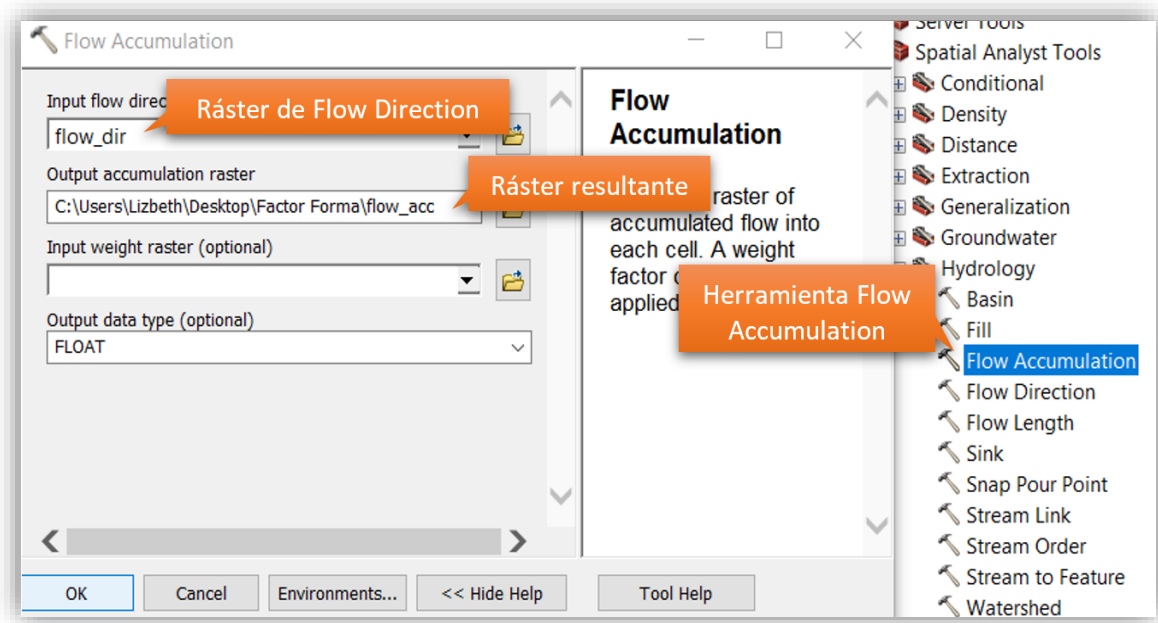 Flow Accumulation
Input flow direc
Ráster de Flow Direction
flow_dir
Output accumulation raster
Ráster resultante
C:\Users\Lizbeth\Desktop\Factor Forma\flow_acc
Input weight raster (optional)
Output data type (optional)
FLOAT
OK
Cancel
Environments...
<< Hide Help
Tool Help
Flow
Accumulation
raster of
accumulated flow into
each cell. A weight
factor
applied
Herramienta Flow
Accumulation
Server Tools
Spatial Analyst Tools
Conditional
Density
Distance
Extraction
Generalization
Groundwater
Hydrology
Basin
Fill
Flow Accumulation
Flow Direction
Flow Length
Sink
Snap Pour Point
Stream Link
Stream Order
Stream to Feature
Watershed